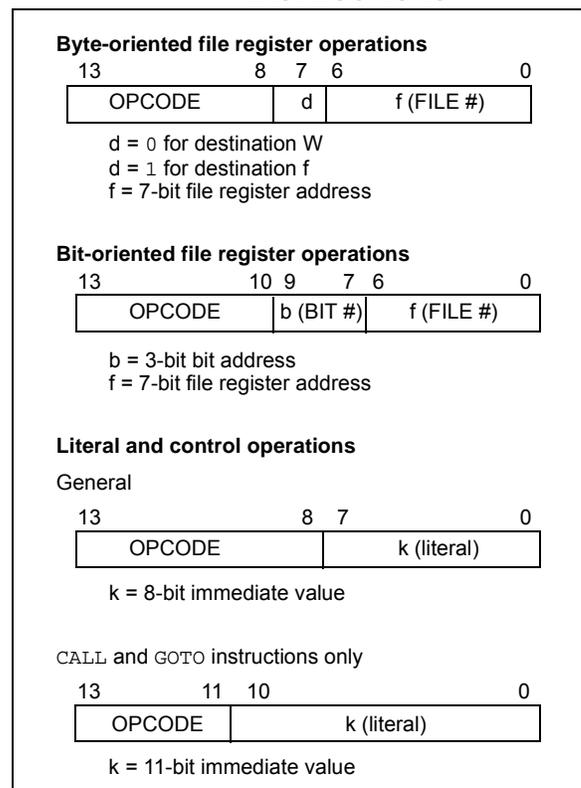 Byte-oriented file register operations
13 8 7 6 0
OPCODE d f (FILE #)
d = 0 for destination W
d = 1 for destination f
f = 7-bit file register address
Bit-oriented file register operations
13 10 9 7 6 0
OPCODE b (BIT #) f (FILE #)
b = 3-bit bit address
f = 7-bit file register address
Literal and control operations
General
13 8 7 0
OPCODE k (literal)
k = 8-bit immediate value
CALL and GOTO instructions only
13 11 10 0
OPCODE k (literal)
k = 11-bit immediate value